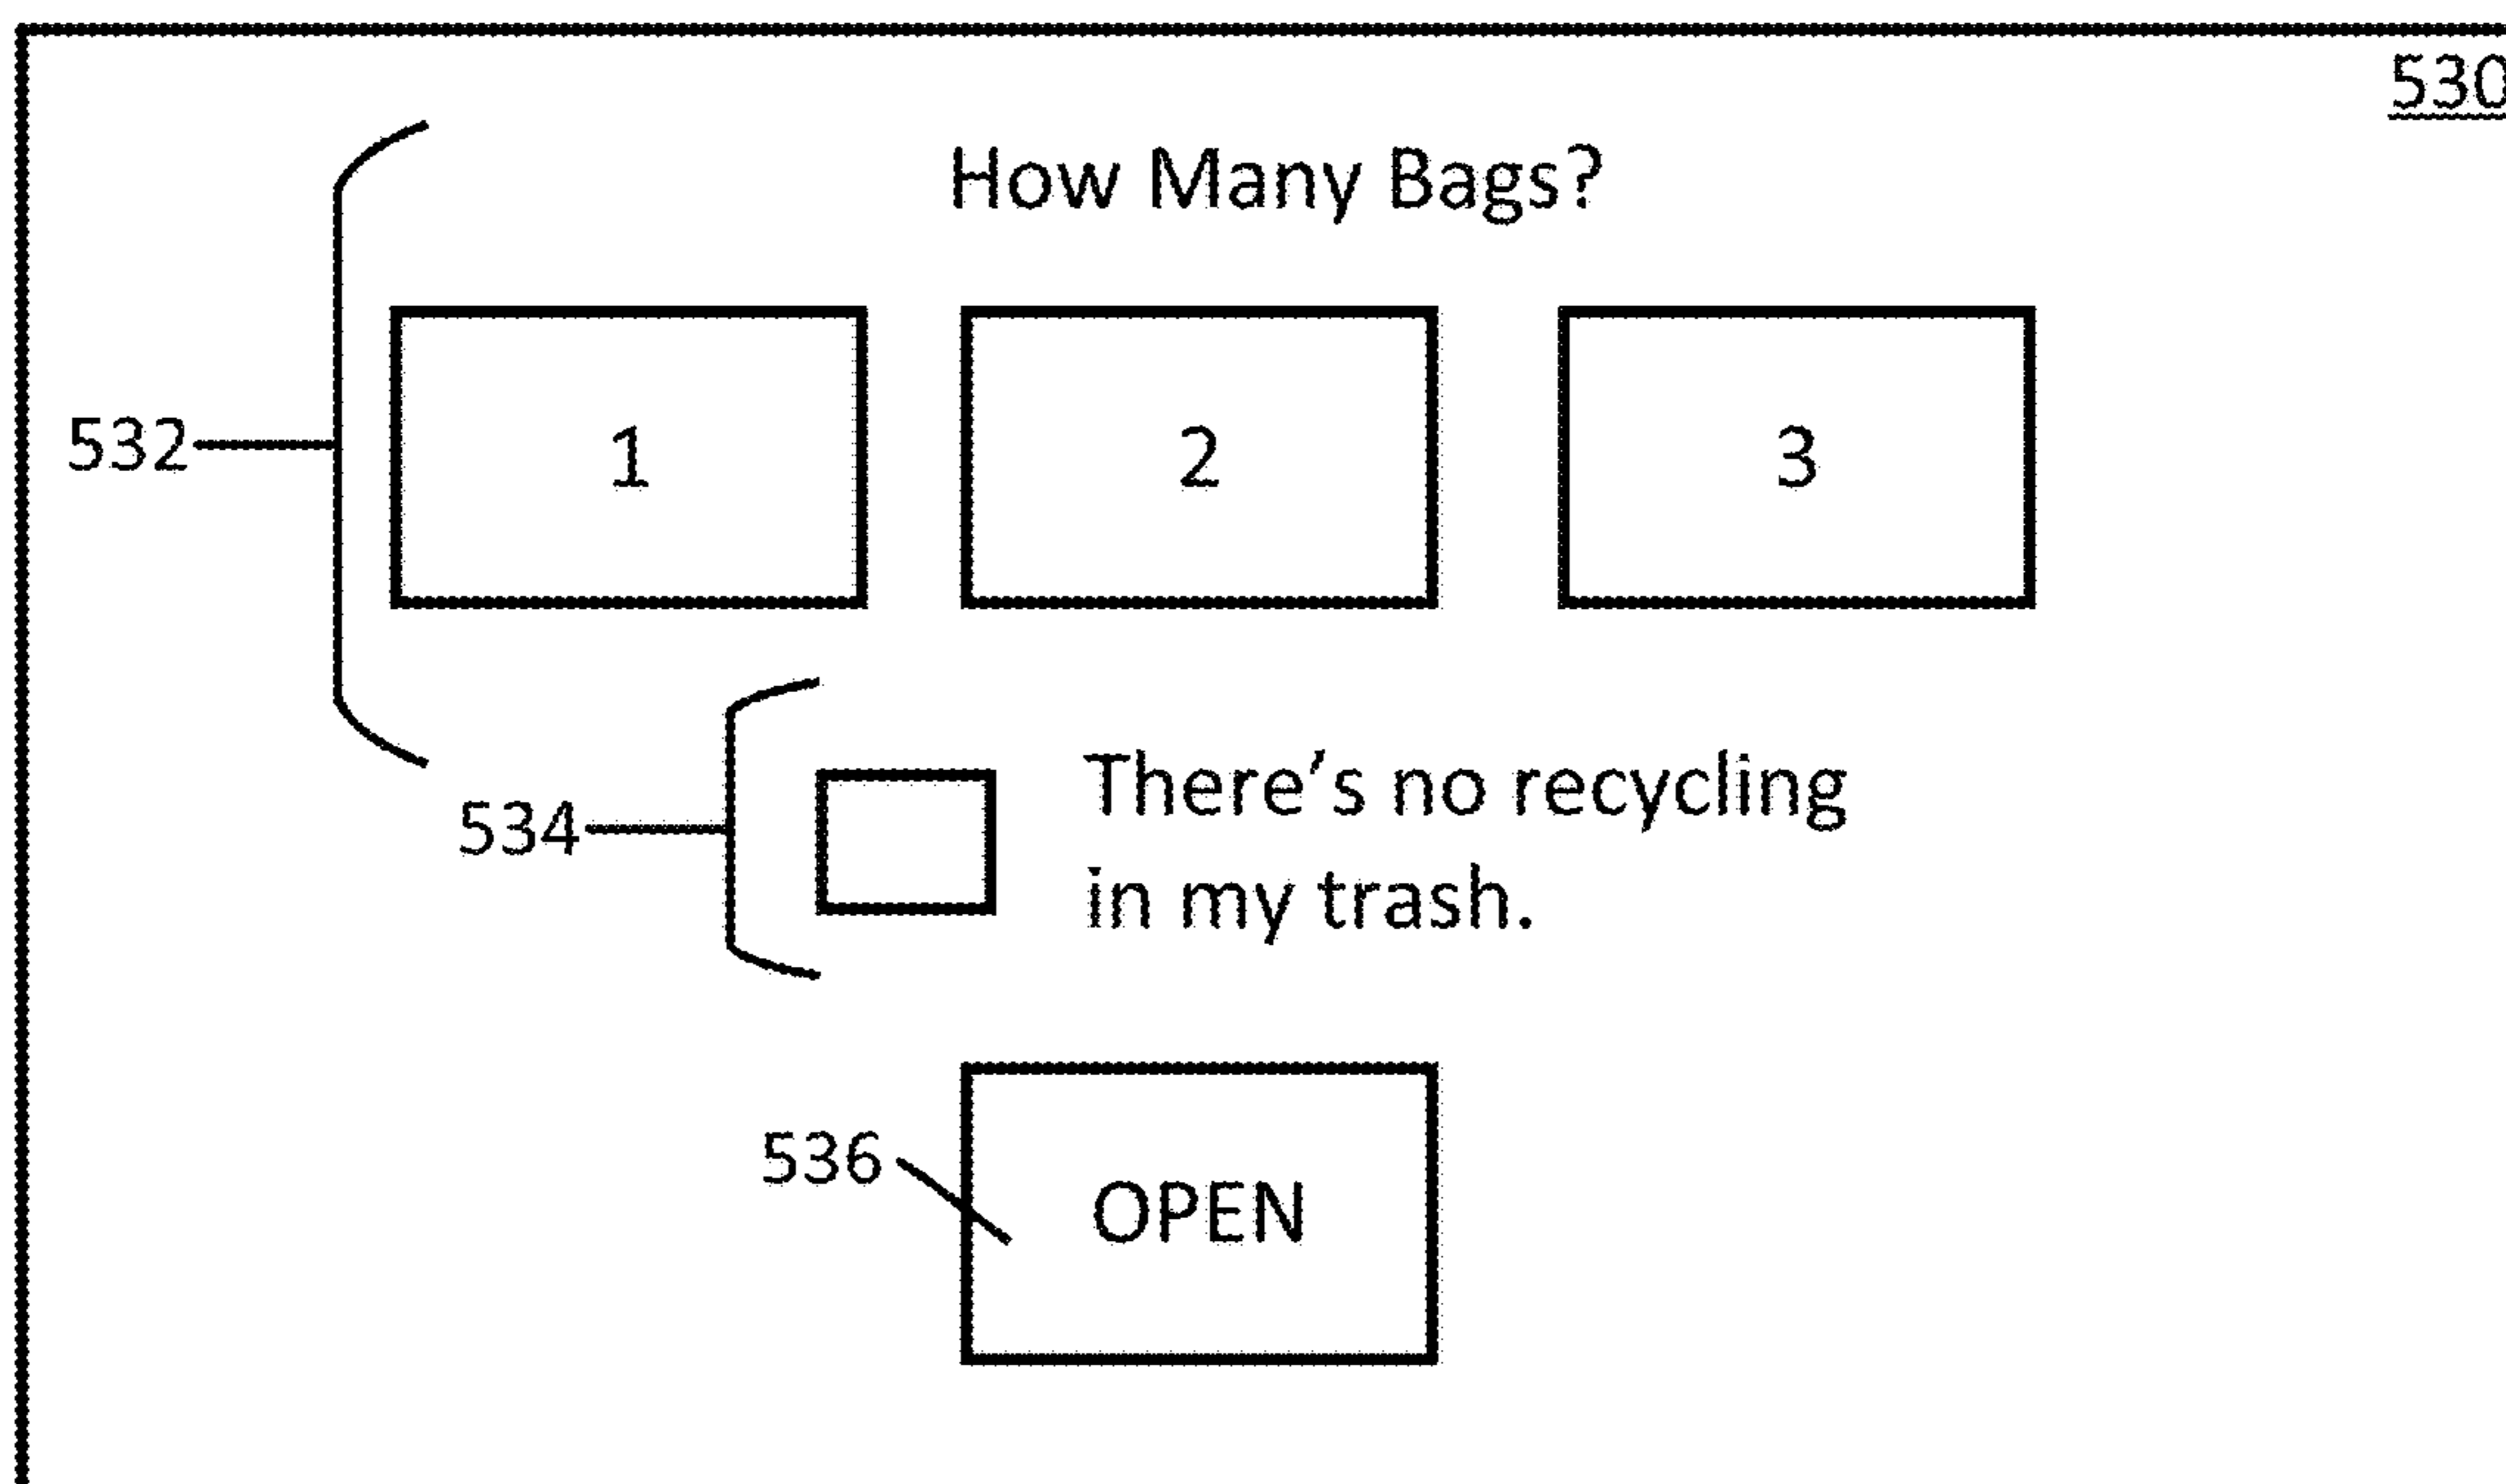 530
How Many Bags?
532
1
2
3
534
There’s no recycling
in my trash.
536
OPEN